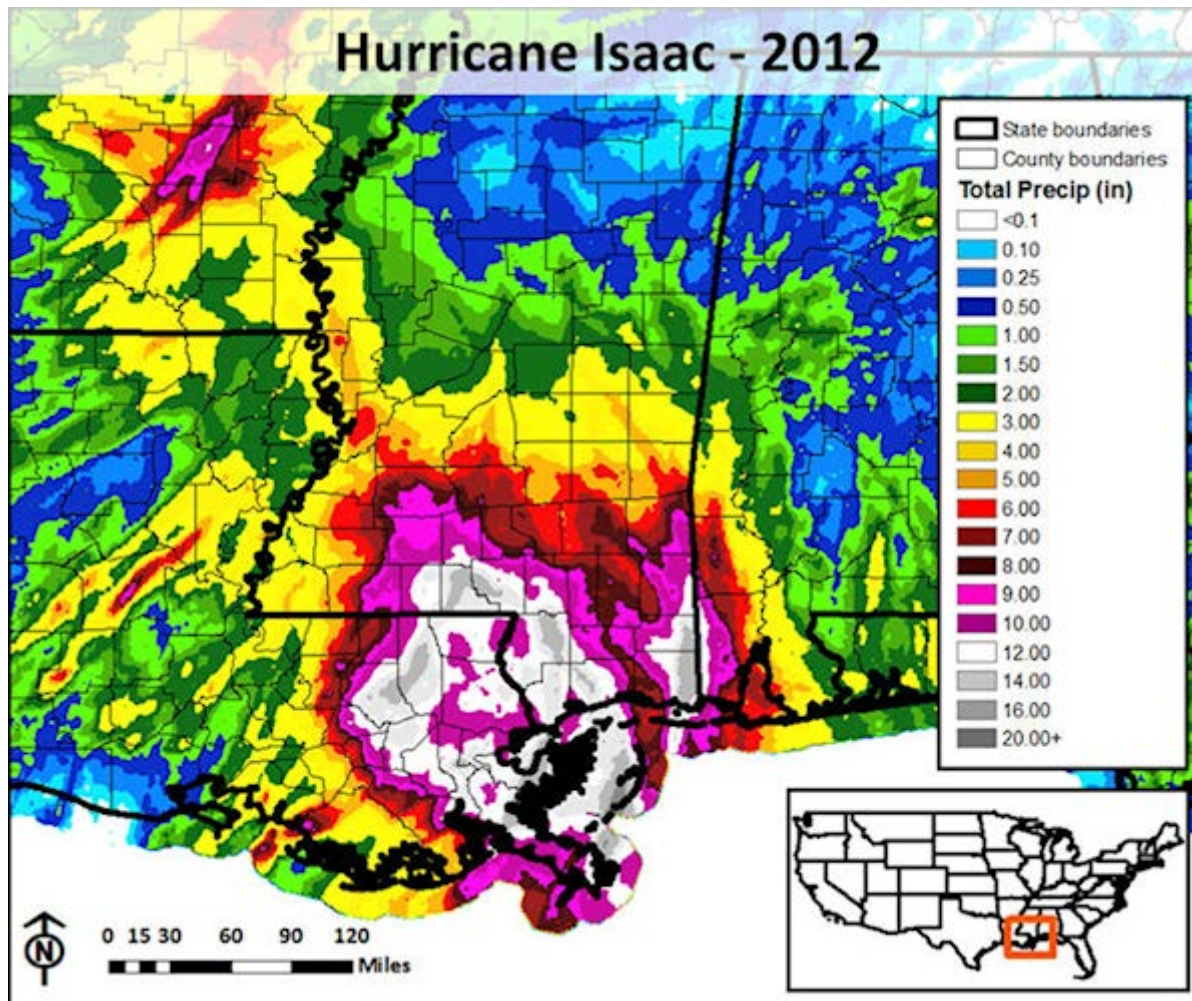 Hurricane Isaac - 2012
State boundaries
County boundaries
Total Precip (in)
<0.1
0.10
0.25
0.50
1.00
1.50
2.00
3.00
4.00
5.00
6.00
7.00
8.00
9.00
10.00
12.00
14.00
16.00
20.00+
N
0 15 30 60 90 120
Miles